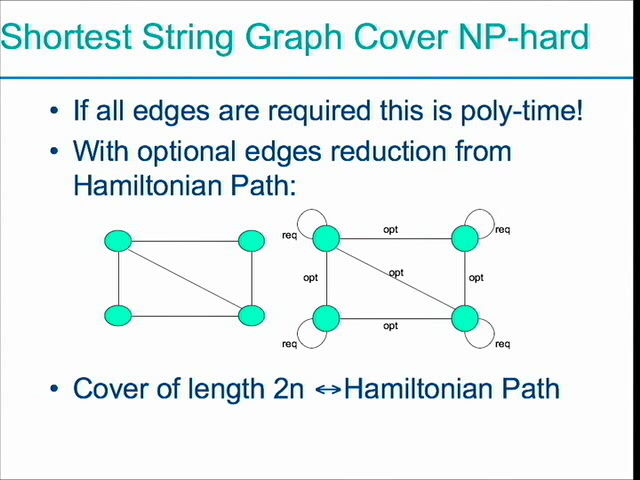 Shortest String Graph Cover NP-hard
• If all edges are required this is poly-time!
• With optional edges reduction from
Hamiltonian Path:
req
opt
req
opt
opt
opt
opt
req
req
• Cover of length 2n ↔Hamiltonian Path